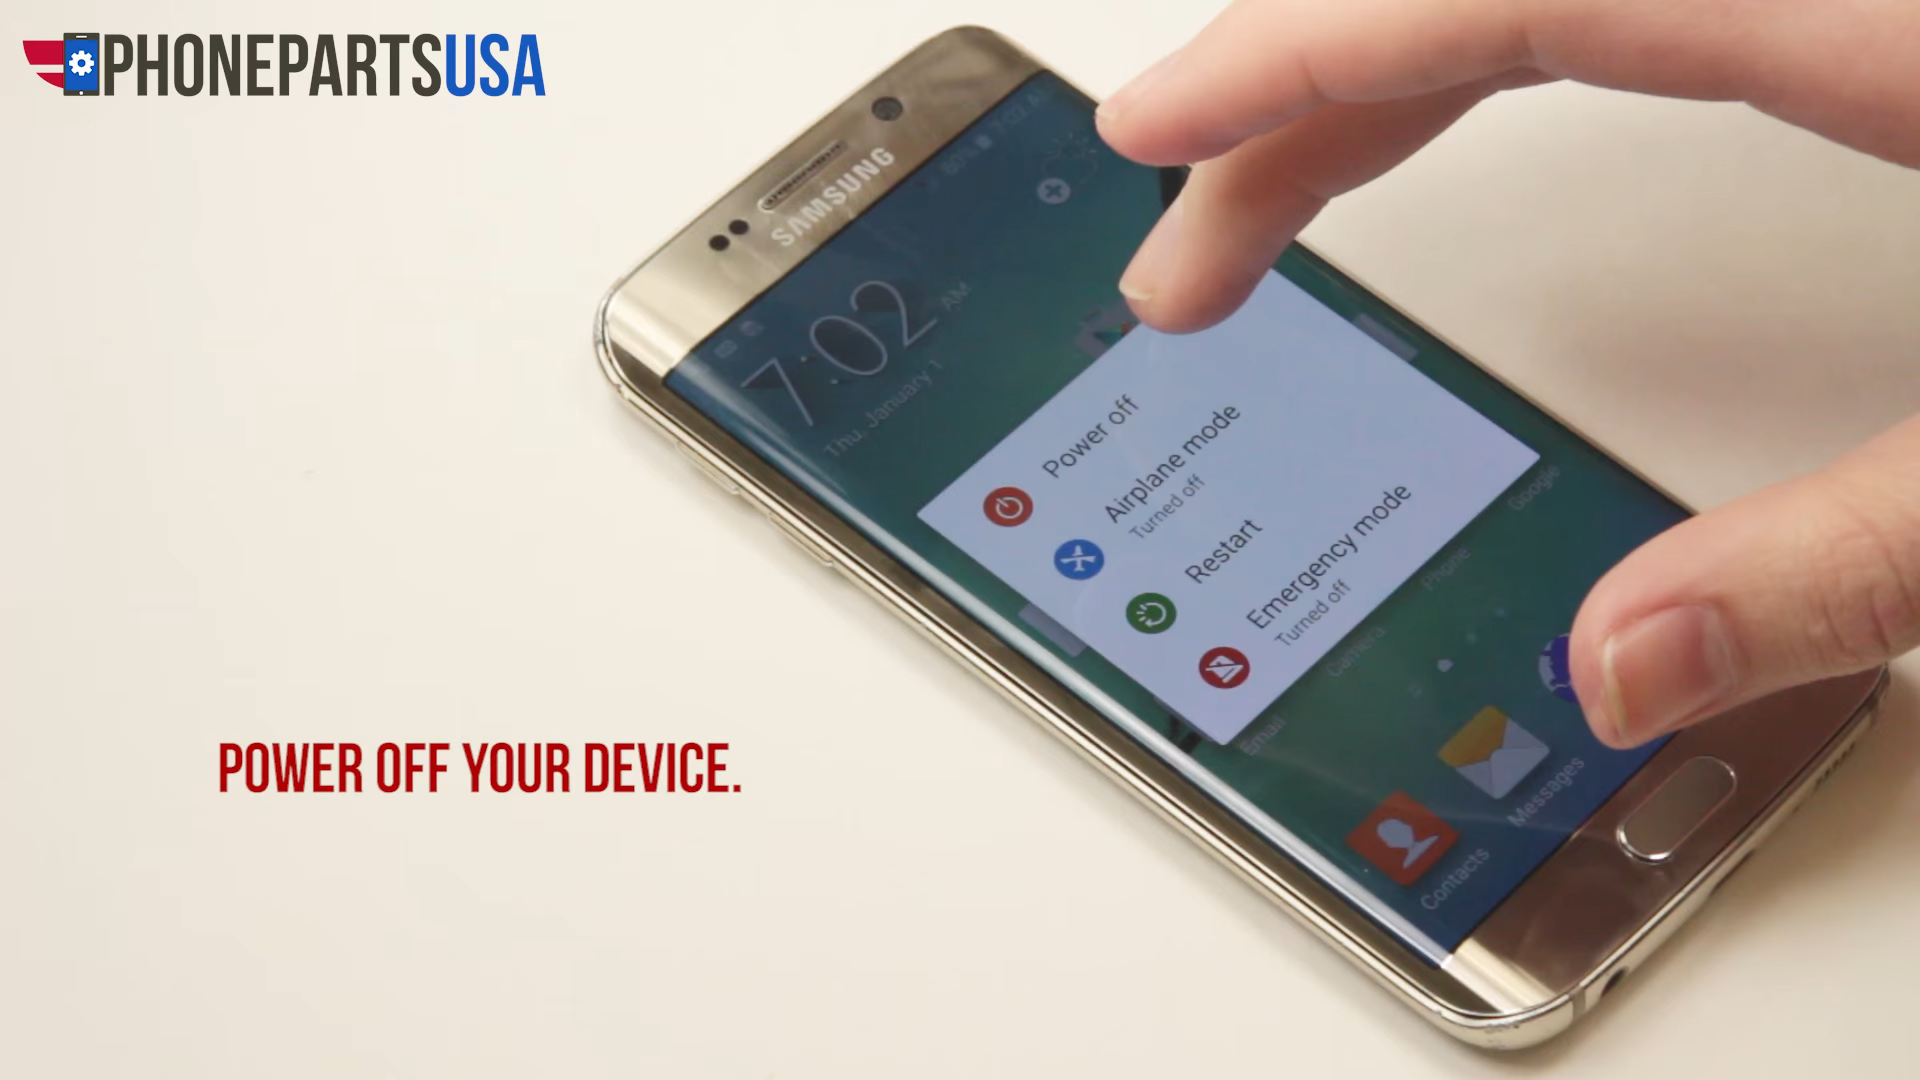 PHONEPARTSUSA
SAMSUNG
7:02 AM
Thu, January 1
Power off
Airplane mode
Turned off
Restart
Emergency mode
Turned off
Google
Phone
Camera
Email
Messages
Contacts
POWER OFF YOUR DEVICE.